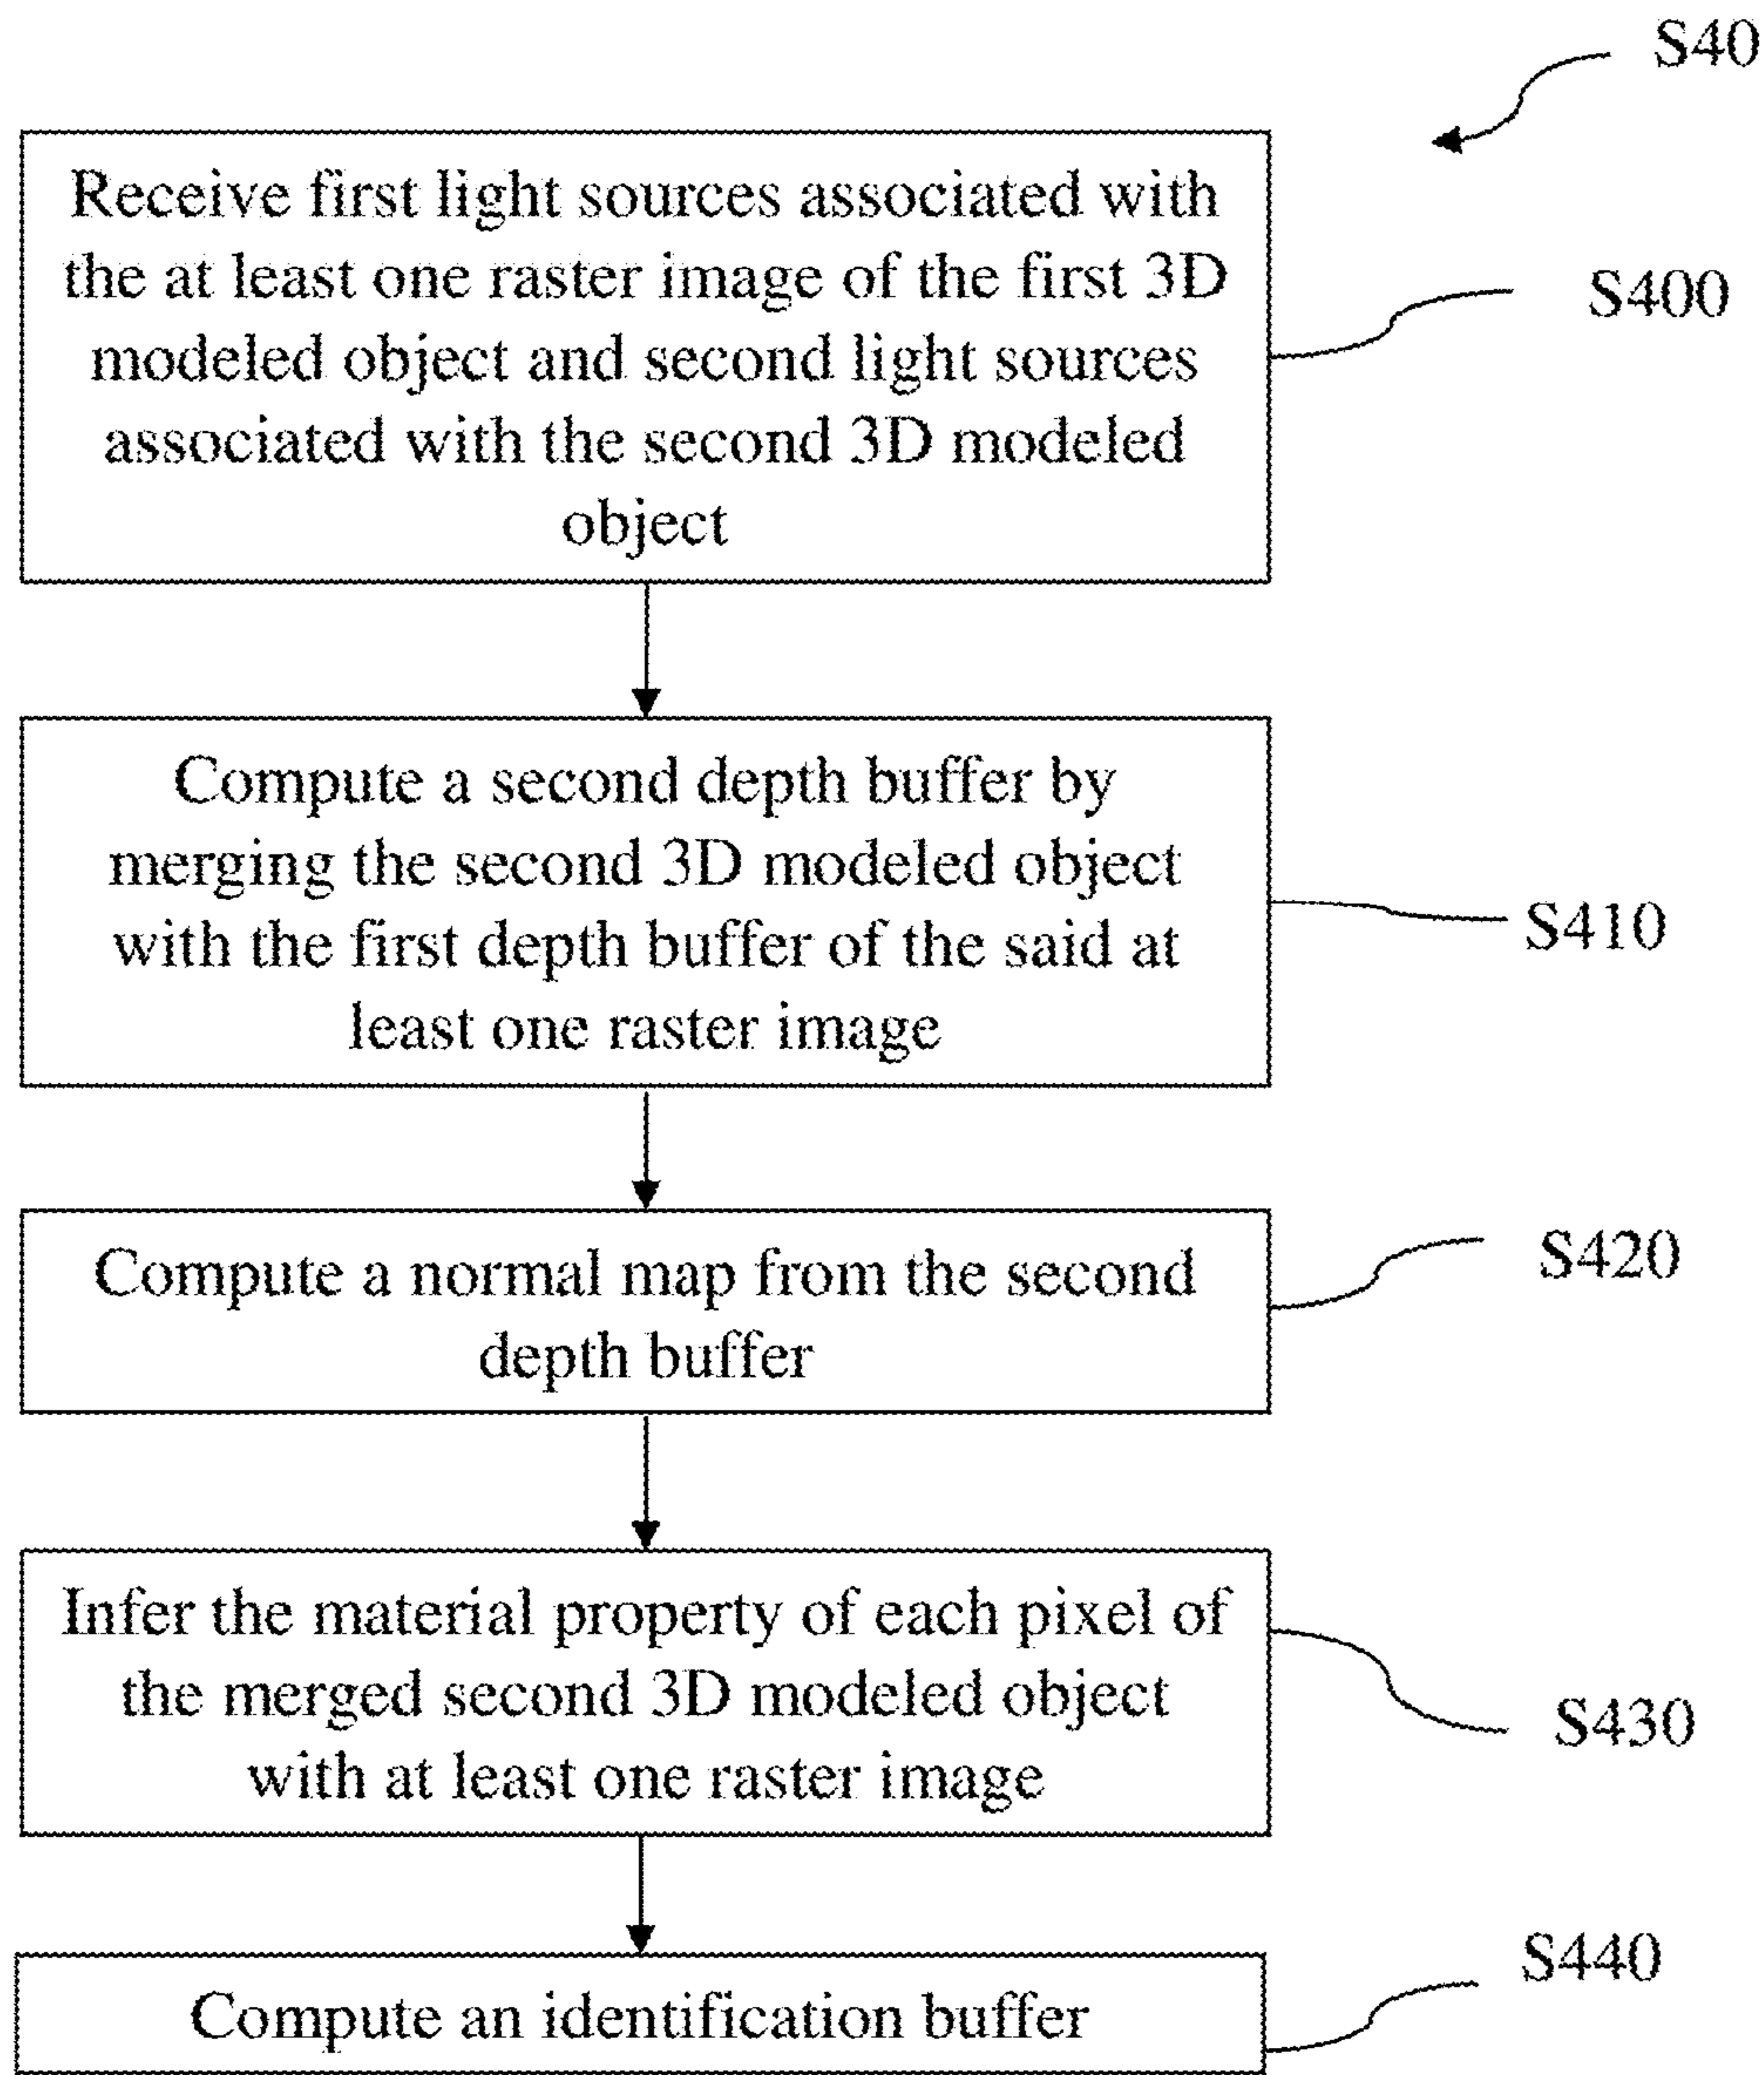 S40
Receive first light sources associated with
the at least one raster image of the first 3D
modeled object and second light sources
associated with the second 3D modeled
object
S400
Compute a second depth buffer by
merging the second 3D modeled object
with the first depth buffer of the said at
least one raster image
S410
Compute a normal map from the second
depth buffer
S420
Infer the material property of each pixel of
the merged second 3D modeled object
with at least one raster image
S430
Compute an identification buffer
S440